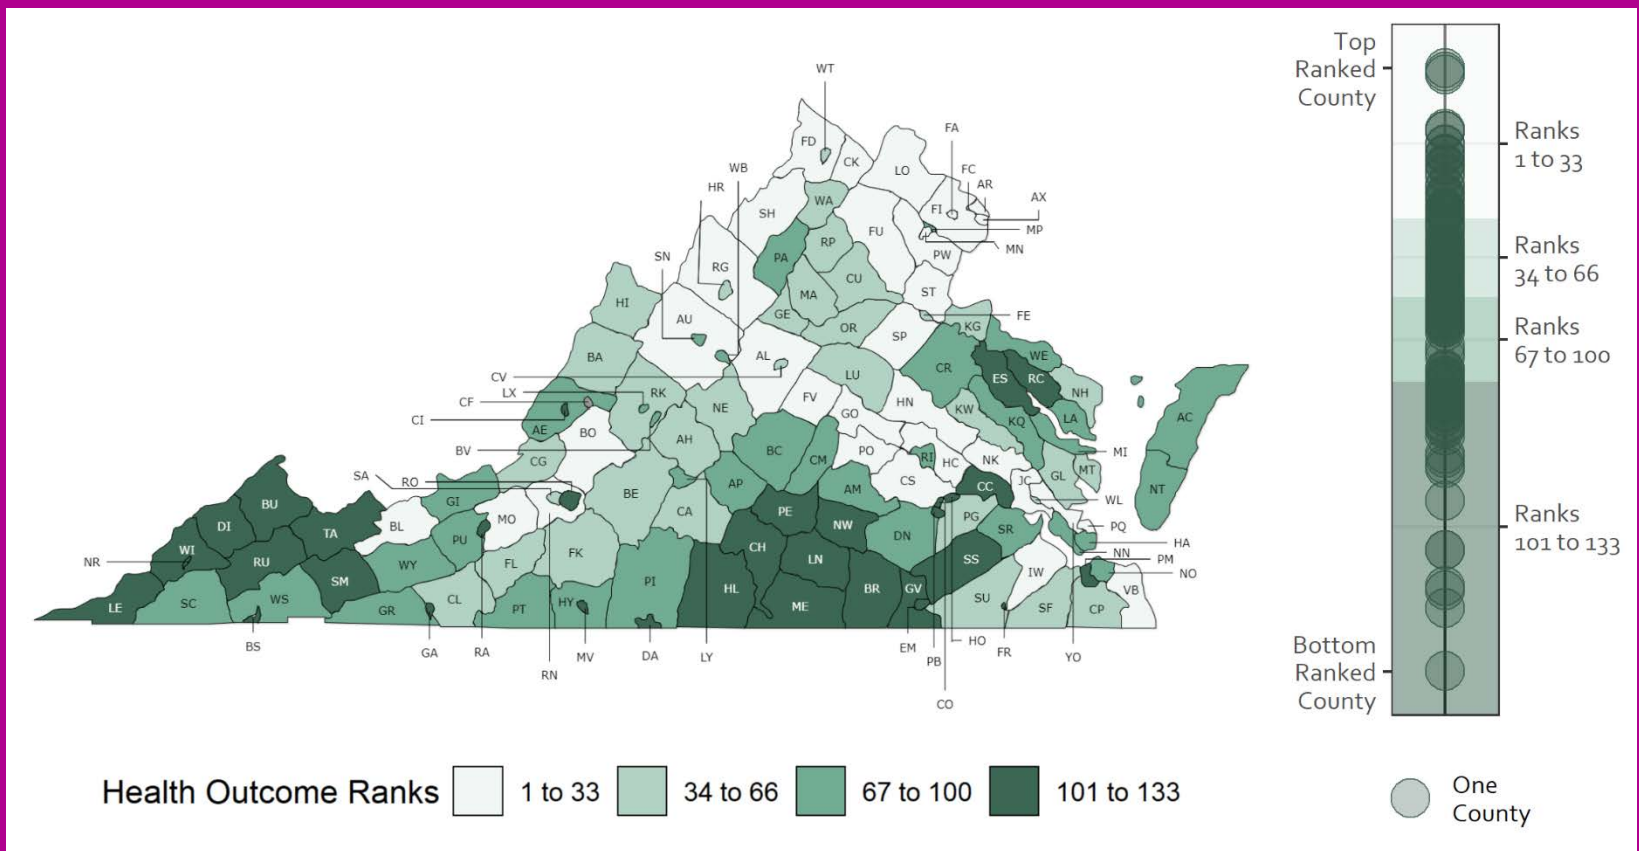 WT
FA
FD
CK
WB
LO
FC
HR
AR
AX
WA
SH
FI
MP
FU
RP
MN
SN
PA
PW
RG
CU
ST
MA
HI
GE
FE
AU
OR
KG
SP
BA
AL
WE
CR
CV
LU
ES
RC
LX
RK
NH
CF
FV
HN
NE
KW
CI
GO
LA
AC
AE
BO
KQ
AH
BV
BC
PO
MI
CG
CM
RI
HC
NK
MT
SA
RO
GL
CS
JC
AP
CC
AM
NT
BE
WL
GI
BU
CA
PE
PG
MO
DI
BL
NW
SR
PQ
TA
PU
DN
HA
WI
CH
NN
FK
PM
NR
RU
WY
FL
LN
SS
IW
NO
SM
PI
HL
BR
GV
VB
SC
WS
CL
HY
SU
LE
GR
PT
ME
SF
CP
BS
GA
RA
MV
DA
LY
EM
HO
PB
FR
YO
RN
CO
Health Outcome Ranks
1 to 33
34 to 66
67 to 100
101 to 133
Top
Ranked
County
Ranks
1 to 33
Ranks
34 to 66
Ranks
67 to 100
Ranks
101 to 133
Bottom
Ranked
County
One
County